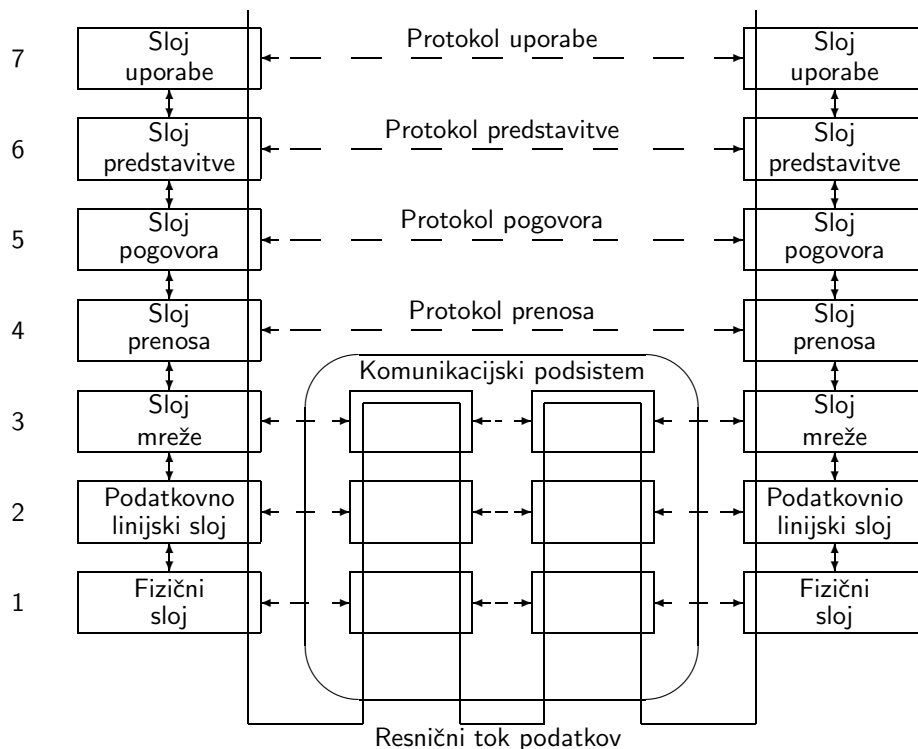 7
Sloj
uporabe
Protokol uporabe
Sloj
uporabe
6
Sloj
predstavitve
Protokol predstavitve
Sloj
predstavitve
5
Sloj
pogovora
Protokol pogovora
Sloj
pogovora
4
Sloj
prenosa
Protokol prenosa
Sloj
prenosa
Komunikacijski podsistem
3
Sloj
mreže
Sloj
mreže
2
Podatkovno
linijski sloj
Podatkovnio
linijski sloj
1
Fizični
sloj
Fizični
sloj
Resnični tok podatkov